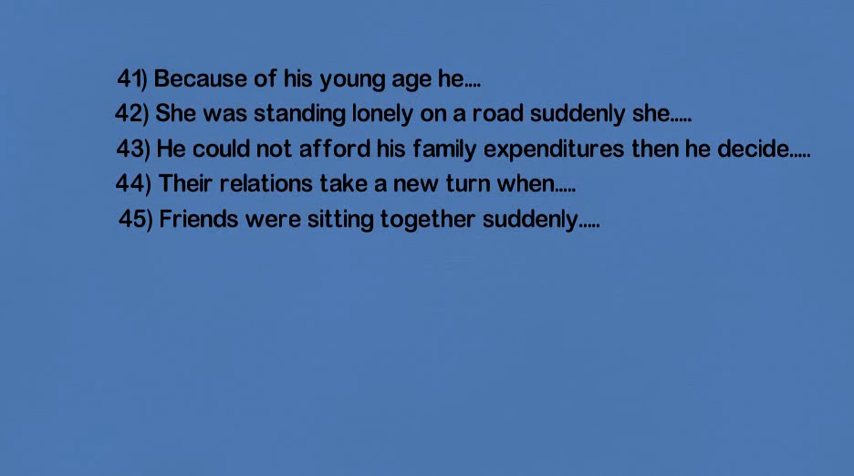 41) Because of his young age he....
42) She was standing lonely on a road suddenly she.....
43) He could not afford his family expenditures then he decide.....
44) Their relations take a new turn when.....
45) Friends were sitting together suddenly.....